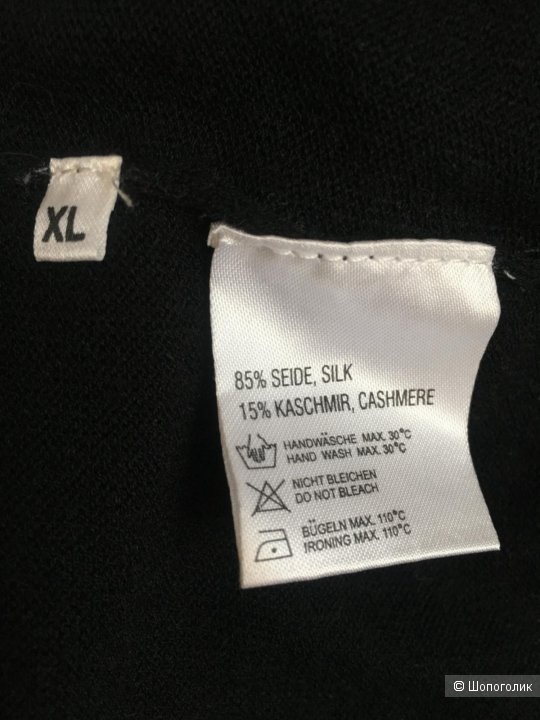 XL
85% SEIDE, SILK
15% KASCHMIR, CASHMERE
HANDWÄSCHE MAX. 30°C
HAND WASH MAX. 30°C
NICHT BLEICHEN
DO NOT BLEACH
BÜGELN MAX. 110°C
IRONING MAX. 110°C
© Шопоголик